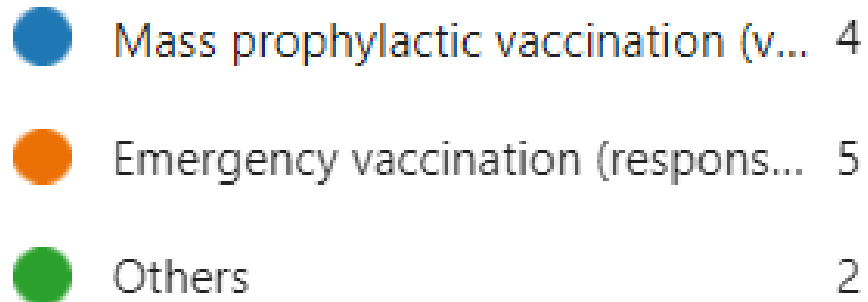 Mass prophylactic vaccination (v... 4
Emergency vaccination (respons... 5
Others 2